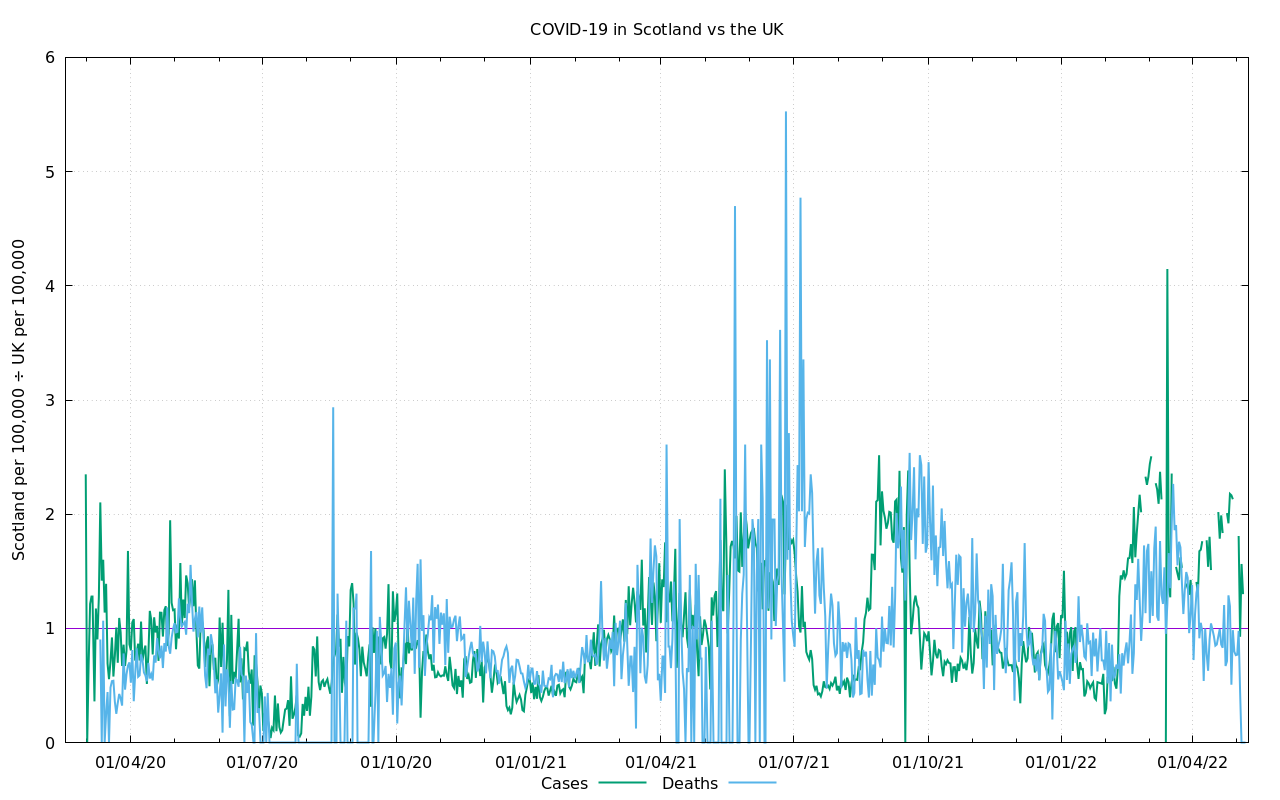 COVID-19 in Scotland vs the UK
Scotland per 100,000 ÷ UK per 100,000
6
5
4
3
2
1
0
01/04/20 01/07/20 01/10/20 01/01/21 01/04/21 01/07/21 01/10/21 01/01/22 01/04/22
Cases Deaths